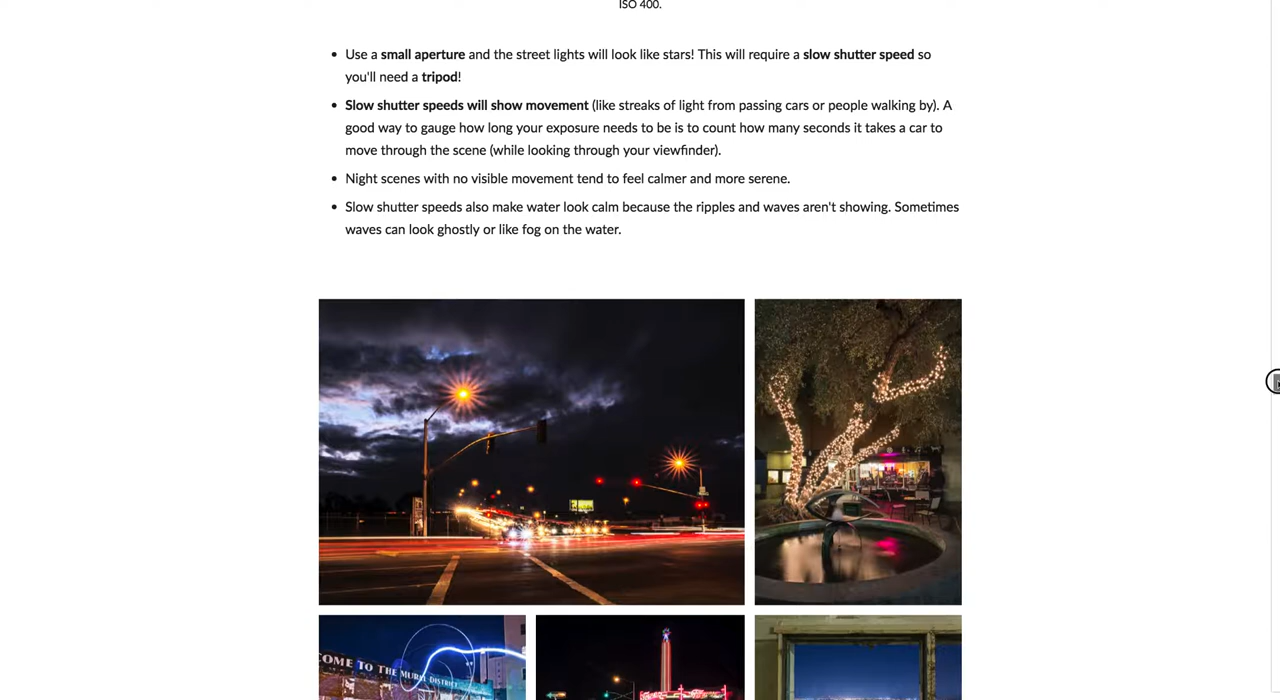 ISO 400.
• Use a small aperture and the street lights will look like stars! This will require a slow shutter speed so
you'll need a tripod!
• Slow shutter speeds will show movement (like streaks of light from passing cars or people walking by). A
good way to gauge how long your exposure needs to be is to count how many seconds it takes a car to
move through the scene (while looking through your viewfinder).
• Night scenes with no visible movement tend to feel calmer and more serene.
• Slow shutter speeds also make water look calm because the ripples and waves aren't showing. Sometimes
waves can look ghostly or like fog on the water.
COME TO THE MURAL DISTRICT